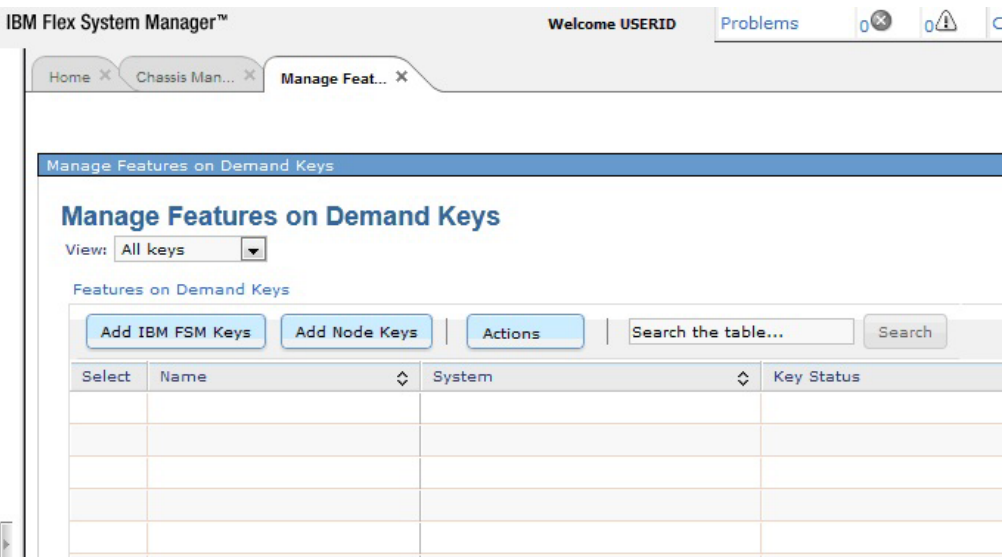 IBM Flex System Manager™ Welcome USERID Problems 0 0
Home Chassis Man... Manage Feat...
Manage Features on Demand Keys
Manage Features on Demand Keys
View: All keys
Features on Demand Keys
Add IBM FSM Keys Add Node Keys Actions Search the table... Search
Select Name System Key Status